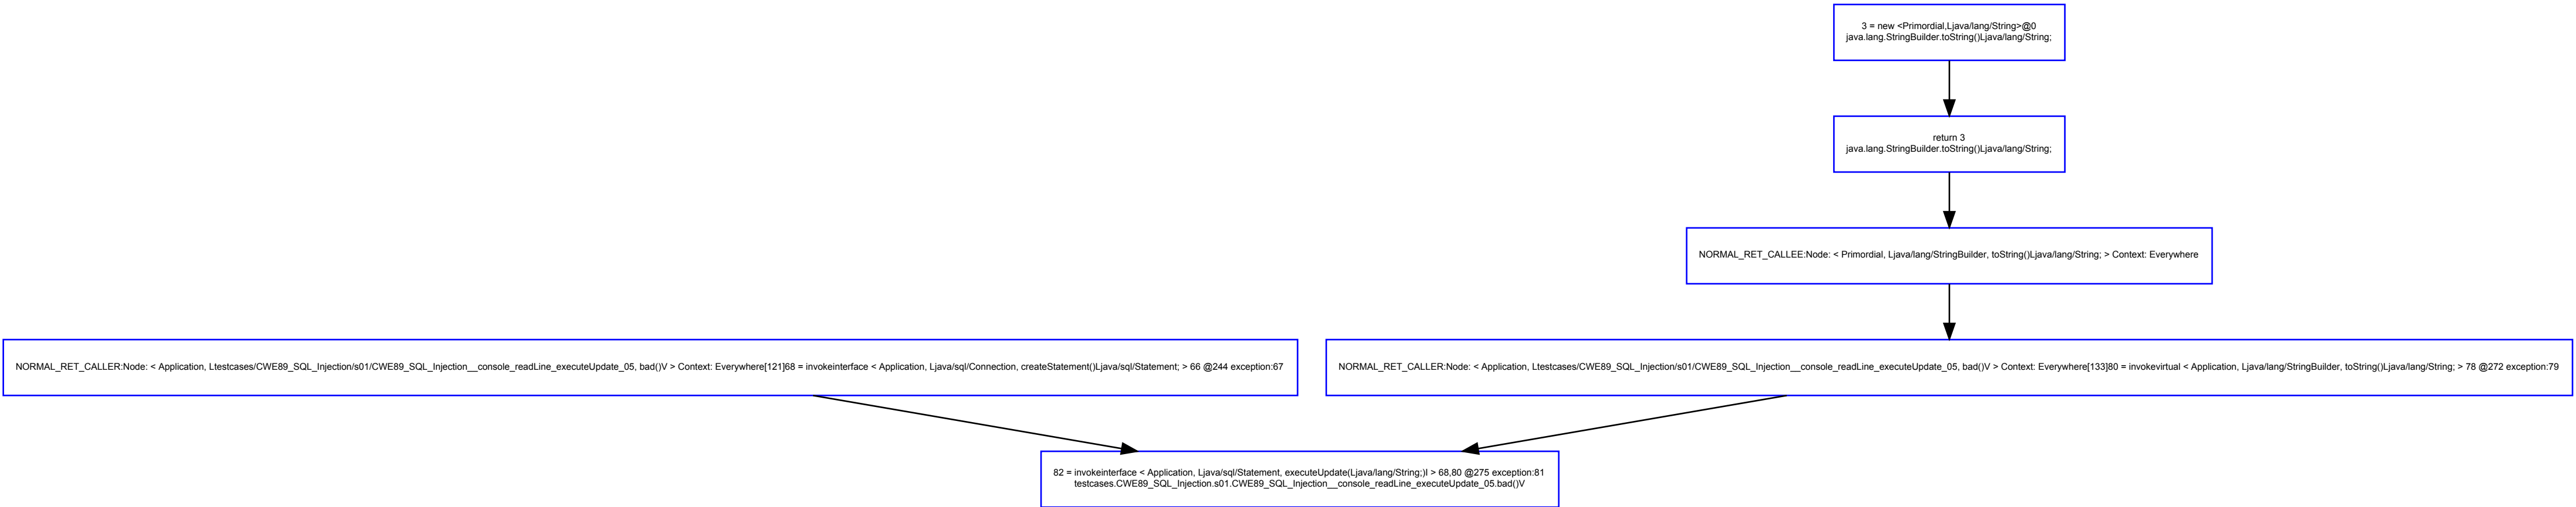 3 = new <Primordial,Ljava/lang/String>@0
java.lang.StringBuilder.toString()Ljava/lang/String;
return 3
java.lang.StringBuilder.toString()Ljava/lang/String;
NORMAL_RET_CALLEE:Node: < Primordial, Ljava/lang/StringBuilder, toString()Ljava/lang/String; > Context: Everywhere
NORMAL_RET_CALLER:Node: < Application, Ltestcases/CWE89_SQL_Injection/s01/CWE89_SQL_Injection__console_readLine_executeUpdate_05, bad()V > Context: Everywhere[121]68 = invokeinterface < Application, Ljava/sql/Connection, createStatement()Ljava/sql/Statement; > 66 @244 exception:67
NORMAL_RET_CALLER:Node: < Application, Ltestcases/CWE89_SQL_Injection/s01/CWE89_SQL_Injection__console_readLine_executeUpdate_05, bad()V > Context: Everywhere[133]80 = invokevirtual < Application, Ljava/lang/StringBuilder, toString()Ljava/lang/String; > 78 @272 exception:79
82 = invokeinterface < Application, Ljava/sql/Statement, executeUpdate(Ljava/lang/String;)I > 68,80 @275 exception:81
testcases.CWE89_SQL_Injection.s01.CWE89_SQL_Injection__console_readLine_executeUpdate_05.bad()V